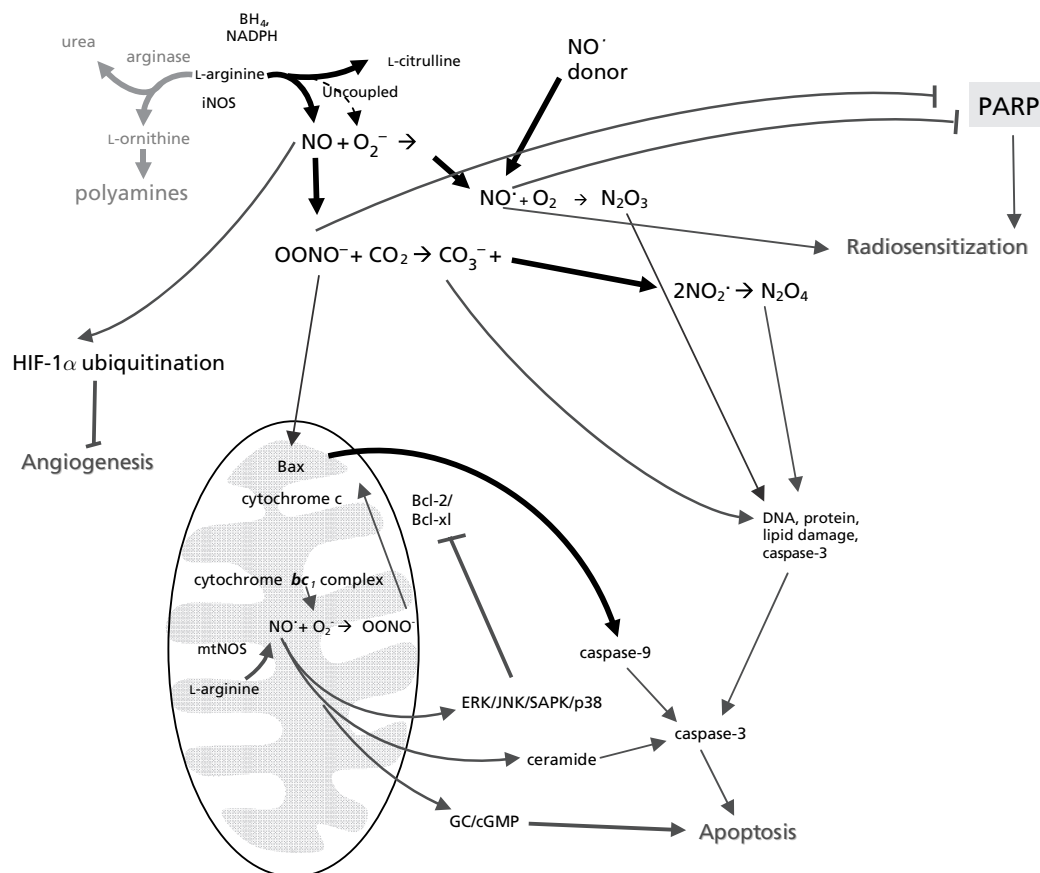 BH₄,
NADPH
urea
arginase
L-arginine
L-citrulline
iNOS
Uncoupled
NO˙
donor
L-ornithine
polyamines
NO + O₂⁻ →
PARP
NO˙ + O₂ → N₂O₃
Radiosensitization
OONO⁻ + CO₂ → CO₃⁻ +
2NO₂˙ → N₂O₄
HIF-1α ubiquitination
Angiogenesis
Bax
cytochrome c
Bcl-2/
Bcl-xl
DNA, protein,
lipid damage,
caspase-3
cytochrome bc₁ complex
NO˙ + O₂⁻ → OONO⁻
mtNOS
L-arginine
caspase-9
ERK/JNK/SAPK/p38
caspase-3
ceramide
GC/cGMP
Apoptosis